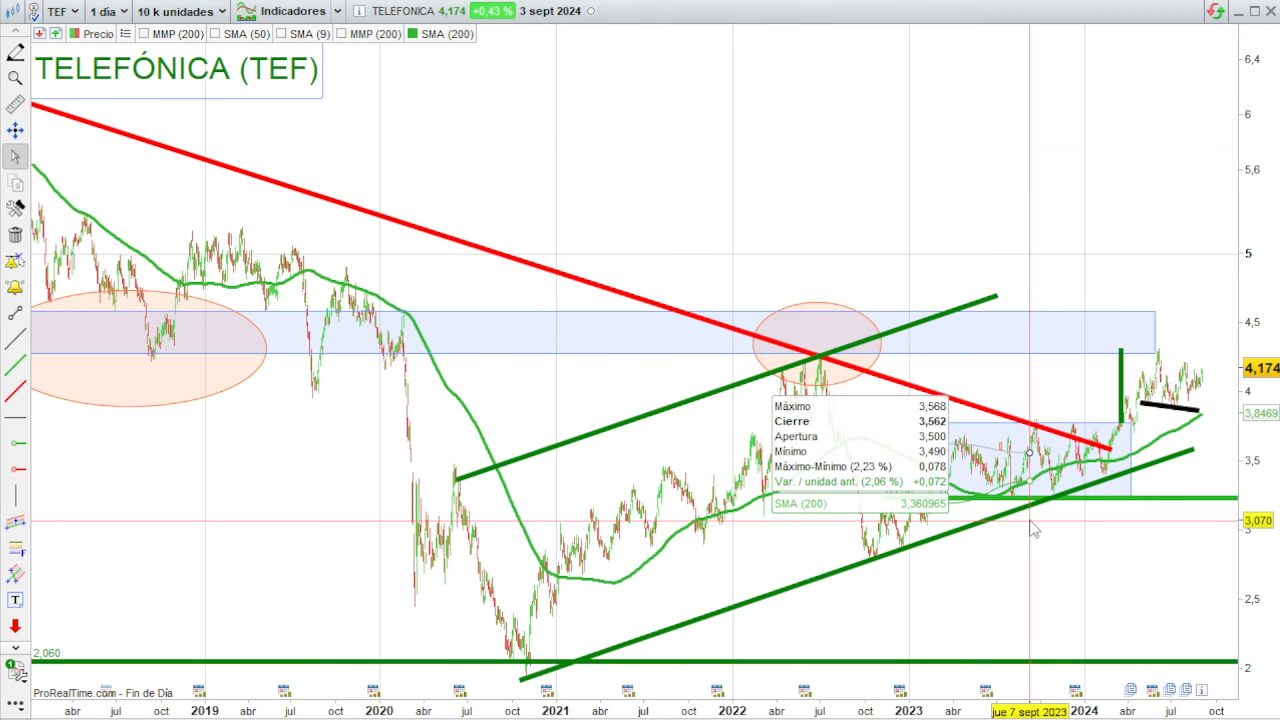 TEF 1 día 10 k unidades Indicadores TELEFONICA 4,174 +0,43 % 3 sept 2024
Precio MMP (200) SMA (50) SMA (9) MMP (200) SMA (200)
TELEFÓNICA (TEF)
6,4
6
5,6
5
4,5
4,174
4
3,8469
3,5
3,070
3
2,5
2
Máximo 3,568
Cierre 3,562
Apertura 3,500
Mínimo 3,490
Máximo-Mínimo (2,23 %) 0,078
Var. / unidad ant. (2,06 %) +0,072
SMA (200) 3,360965
2,060
ProRealTime.com - Fin de Día
abr jul oct 2019 abr jul oct 2020 abr jul oct 2021 abr jul oct 2022 abr jul oct 2023 abr jue 7 sept 2023 2024 abr jul oct